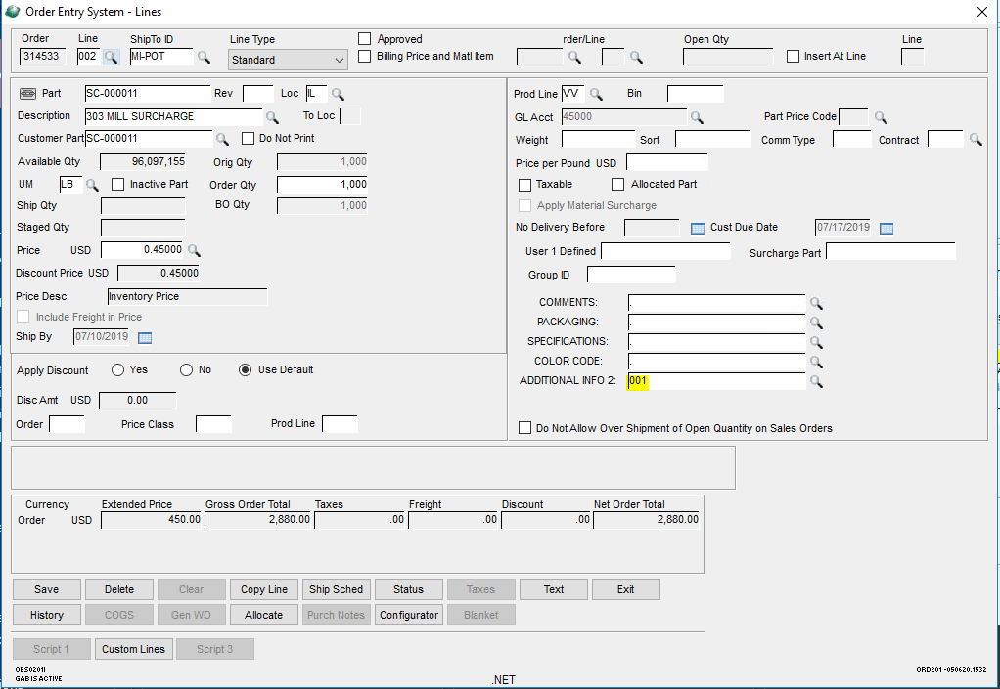 Order Entry System - Lines
Order Line ShipTo ID Line Type Approved rder/Line Open Qty Line
314533 002 MI-POT Standard Billing Price and Matl Item Insert At Line
Part SC-000011 Rev Loc IL
Description 303 MILL SURCHARGE To Loc
Customer Part SC-000011 Do Not Print
Available Qty 96,097,155 Orig Qty 1,000
UM LB Inactive Part Order Qty 1,000
Ship Qty BO Qty 1,000
Staged Qty
Price USD 0.45000
Discount Price USD 0.45000
Price Desc Inventory Price
Include Freight in Price
Ship By 07/10/2019
Apply Discount Yes No Use Default
Disc Amt USD 0.00
Order Price Class Prod Line
Prod Line VV Bin
GL Acct 45000 Part Price Code
Weight Sort Comm Type Contract
Price per Pound USD
Taxable Allocated Part
Apply Material Surcharge
No Delivery Before Cust Due Date 07/17/2019
User 1 Defined Surcharge Part
Group ID
COMMENTS: .
PACKAGING: .
SPECIFICATIONS: .
COLOR CODE: .
ADDITIONAL INFO 2: 001
Do Not Allow Over Shipment of Open Quantity on Sales Orders
Currency Extended Price Gross Order Total Taxes Freight Discount Net Order Total
Order USD 450.00 2,880.00 .00 .00 .00 2,880.00
Save Delete Clear Copy Line Ship Sched Status Taxes Text Exit
History COGS Gen WO Allocate Purch Notes Configurator Blanket
Script 1 Custom Lines Script 3
OES0201I
GAB IS ACTIVE
.NET
ORD201 -050620.1532